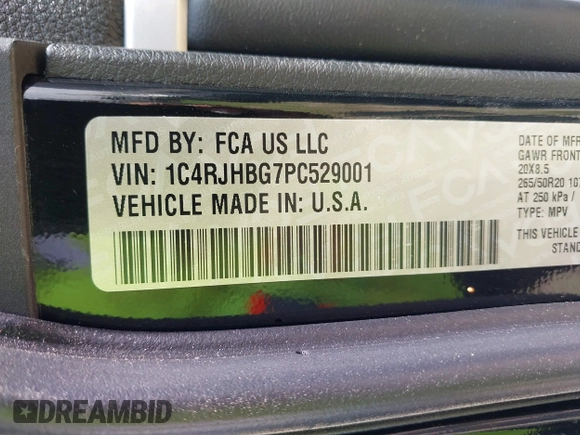 MFD BY: FCA US LLC
VIN: 1C4RJHBG7PC529001
VEHICLE MADE IN: U.S.A.
DATE OF MFR
GAWR FRONT
20X8.5
265/50R20 107
AT 250 kPa /
TYPE: MPV
THIS VEHICLE
STAND
DREAMBID